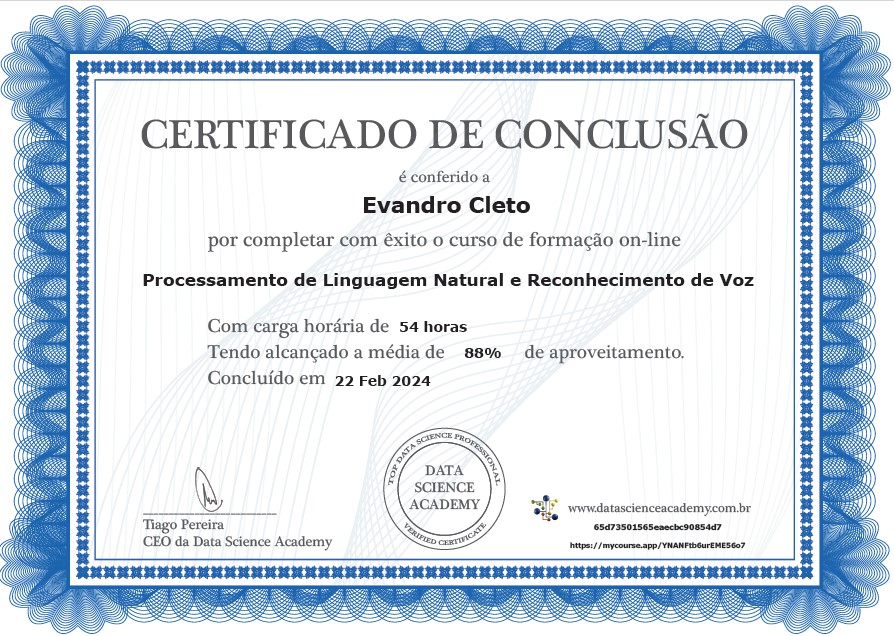 CERTIFICADO DE CONCLUSÃO
é conferido a
Evandro Cleto
por completar com êxito o curso de formação on-line
Processamento de Linguagem Natural e Reconhecimento de Voz
Com carga horária de 54 horas
Tendo alcançado a média de 88% de aproveitamento.
Concluído em 22 Feb 2024
TOP DATA SCIENCE PROFESSIONAL
DATA
SCIENCE
ACADEMY
VERIFIED CERTIFICATE
Tiago Pereira
CEO da Data Science Academy
www.datascienceacademy.com.br
65d73501565eaecbc90854d7
https://mycourse.app/YNANFtb6urEME56o7